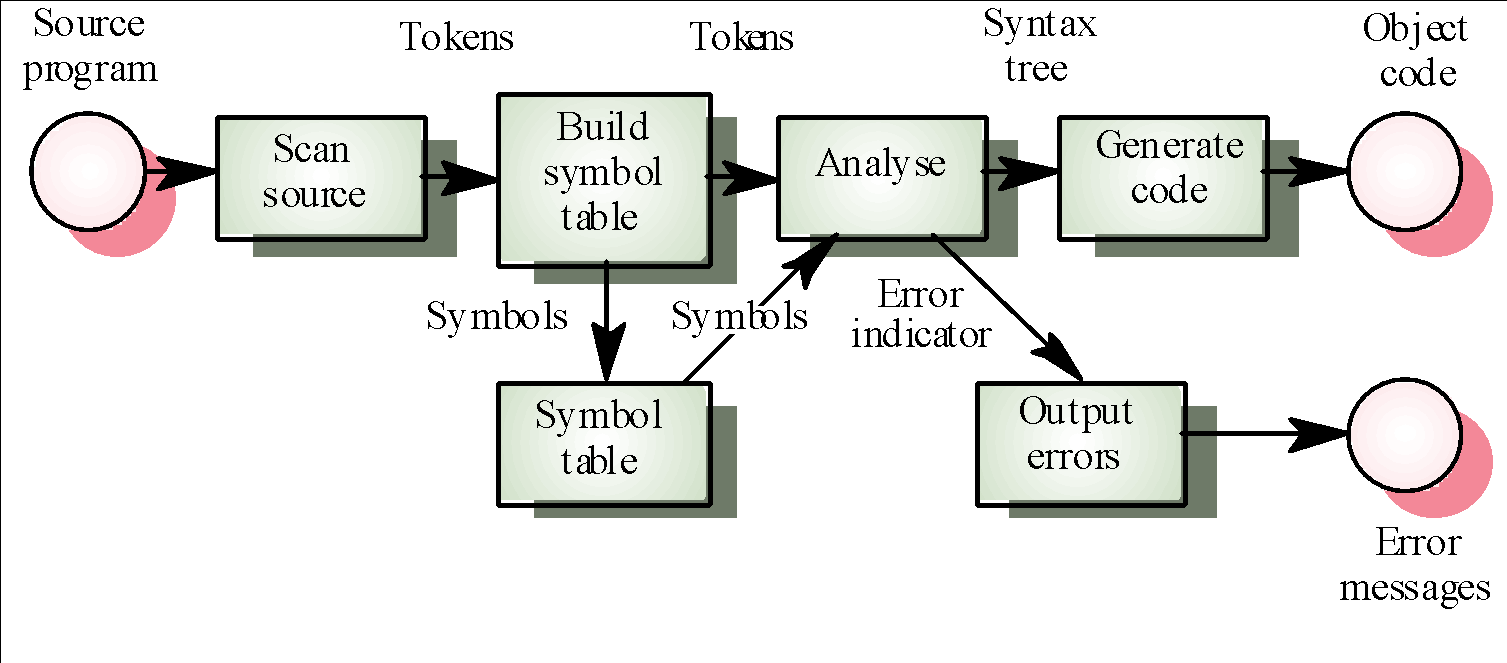 Source
program
Tokens
Tokens
Syntax
tree
Object
code
Scan
source
Build
symbol
table
Analyse
Generate
code
Symbols
Symbols
Error
indicator
Symbol
table
Output
errors
Error
messages